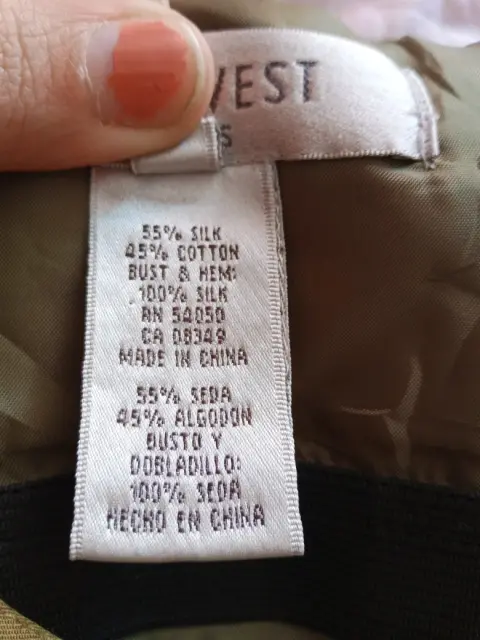 VEST
S
55% SILK
45% COTTON
BUST & HEM:
100% SILK
RN 54050
CA 08349
MADE IN CHINA
55% SEDA
45% ALGODON
BUSTO Y
DOBLADILLO:
100% SEDA
HECHO EN CHINA